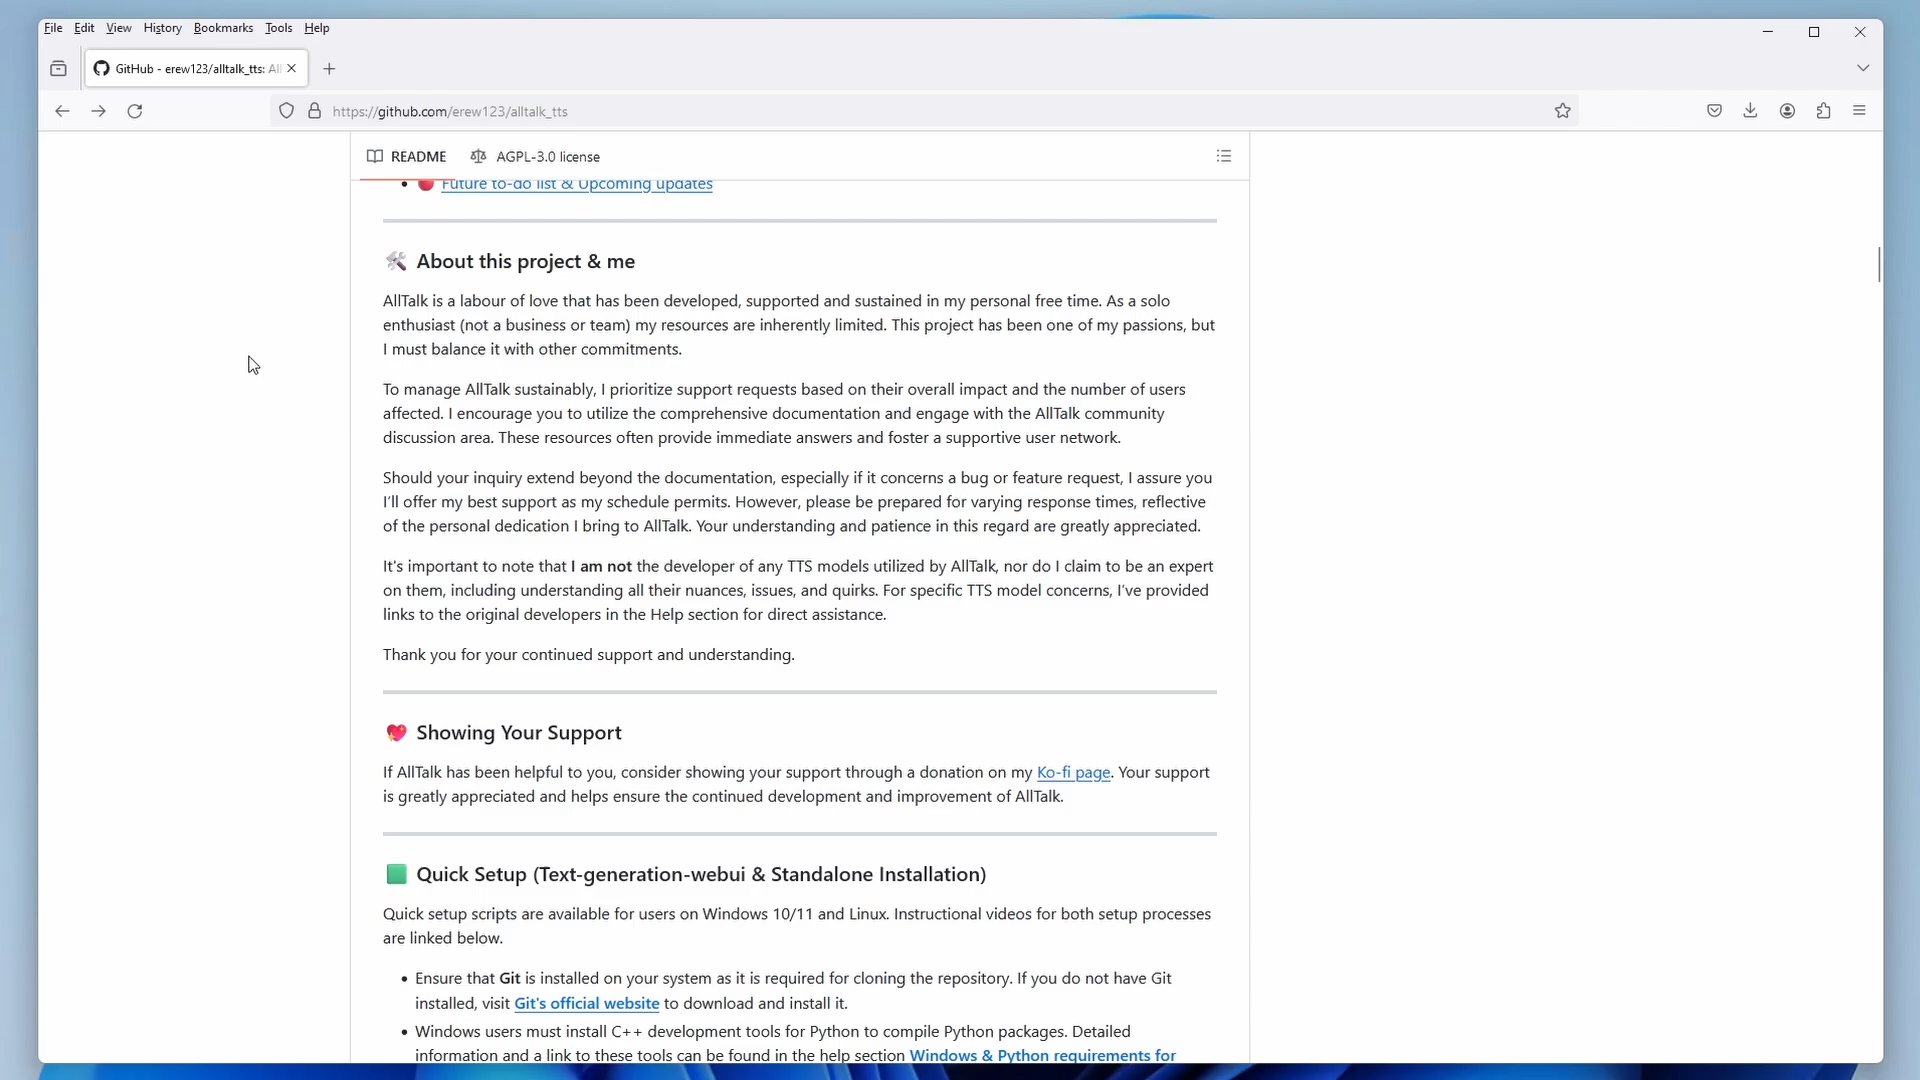 File Edit View History Bookmarks Tools Help
GitHub - erew123/alltalk_tts: All
https://github.com/erew123/alltalk_tts
README AGPL-3.0 license
Future to-do list & Upcoming updates
About this project & me
AllTalk is a labour of love that has been developed, supported and sustained in my personal free time. As a solo
enthusiast (not a business or team) my resources are inherently limited. This project has been one of my passions, but
I must balance it with other commitments.
To manage AllTalk sustainably, I prioritize support requests based on their overall impact and the number of users
affected. I encourage you to utilize the comprehensive documentation and engage with the AllTalk community
discussion area. These resources often provide immediate answers and foster a supportive user network.
Should your inquiry extend beyond the documentation, especially if it concerns a bug or feature request, I assure you
I'll offer my best support as my schedule permits. However, please be prepared for varying response times, reflective
of the personal dedication I bring to AllTalk. Your understanding and patience in this regard are greatly appreciated.
It's important to note that I am not the developer of any TTS models utilized by AllTalk, nor do I claim to be an expert
on them, including understanding all their nuances, issues, and quirks. For specific TTS model concerns, I've provided
links to the original developers in the Help section for direct assistance.
Thank you for your continued support and understanding.
Showing Your Support
If AllTalk has been helpful to you, consider showing your support through a donation on my Ko-fi page. Your support
is greatly appreciated and helps ensure the continued development and improvement of AllTalk.
Quick Setup (Text-generation-webui & Standalone Installation)
Quick setup scripts are available for users on Windows 10/11 and Linux. Instructional videos for both setup processes
are linked below.
• Ensure that Git is installed on your system as it is required for cloning the repository. If you do not have Git
installed, visit Git's official website to download and install it.
• Windows users must install C++ development tools for Python to compile Python packages. Detailed
information and a link to these tools can be found in the help section Windows & Python requirements for